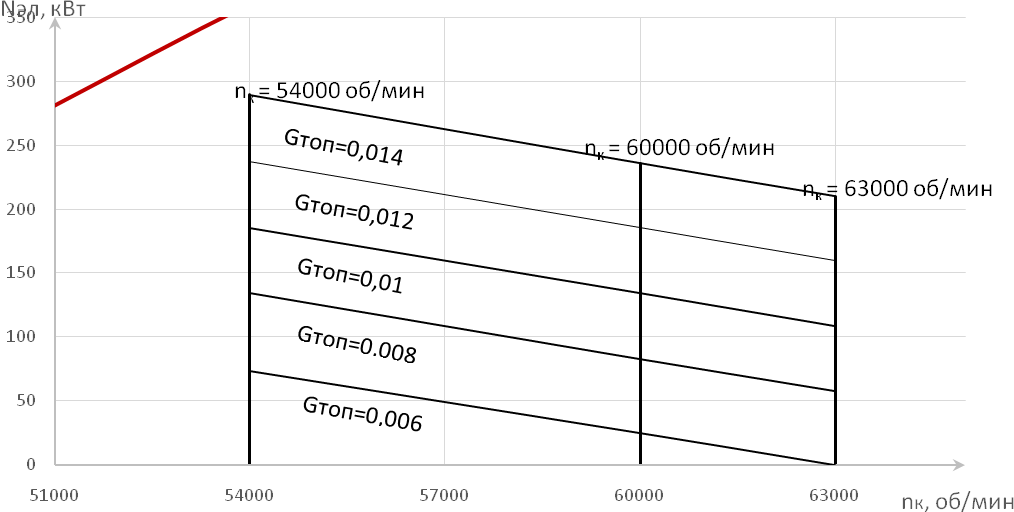 Nэл, кВт
350
300
nк = 54000 об/мин
250
Gтоп=0,014
nк = 60000 об/мин
200
Gтоп=0,012
nк = 63000 об/мин
150
Gтоп=0,01
100
Gтоп=0.008
50
Gтоп=0,006
0
51000 54000 57000 60000 63000
nк, об/мин